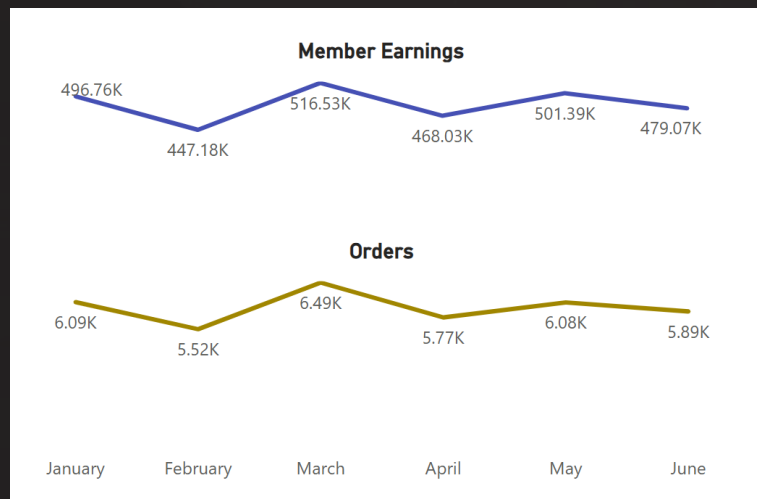 Member Earnings
496.76K
447.18K
516.53K
468.03K
501.39K
479.07K
Orders
6.09K
5.52K
6.49K
5.77K
6.08K
5.89K
January February March April May June